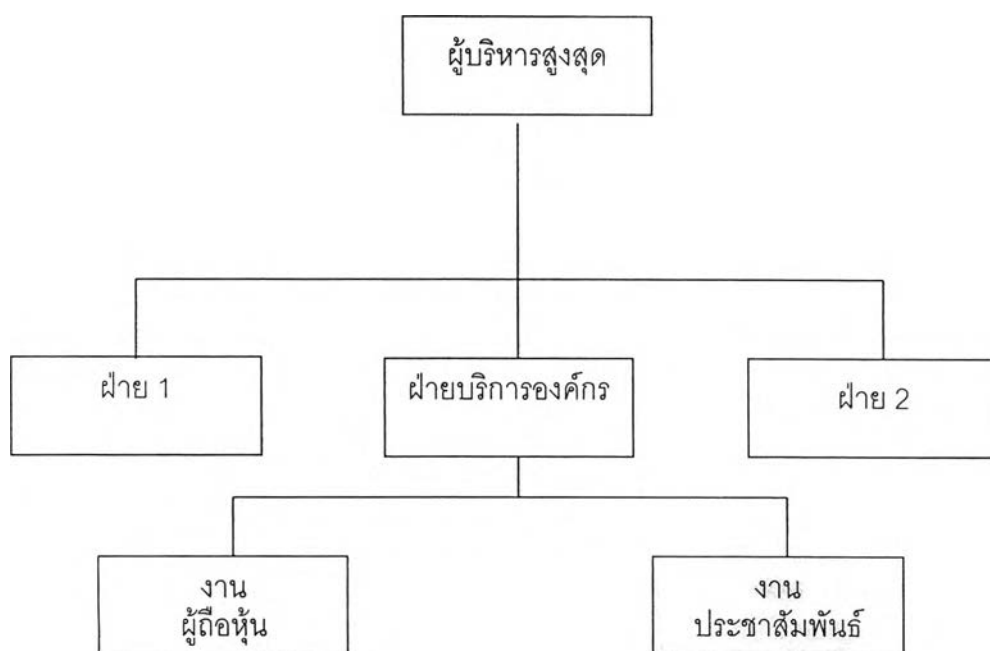 ผู้บริหารสูงสุด
ฝ่าย 1
ฝ่ายบริการองค์กร
ฝ่าย 2
งาน
ผู้ถือหุ้น
งาน
ประชาสัมพันธ์